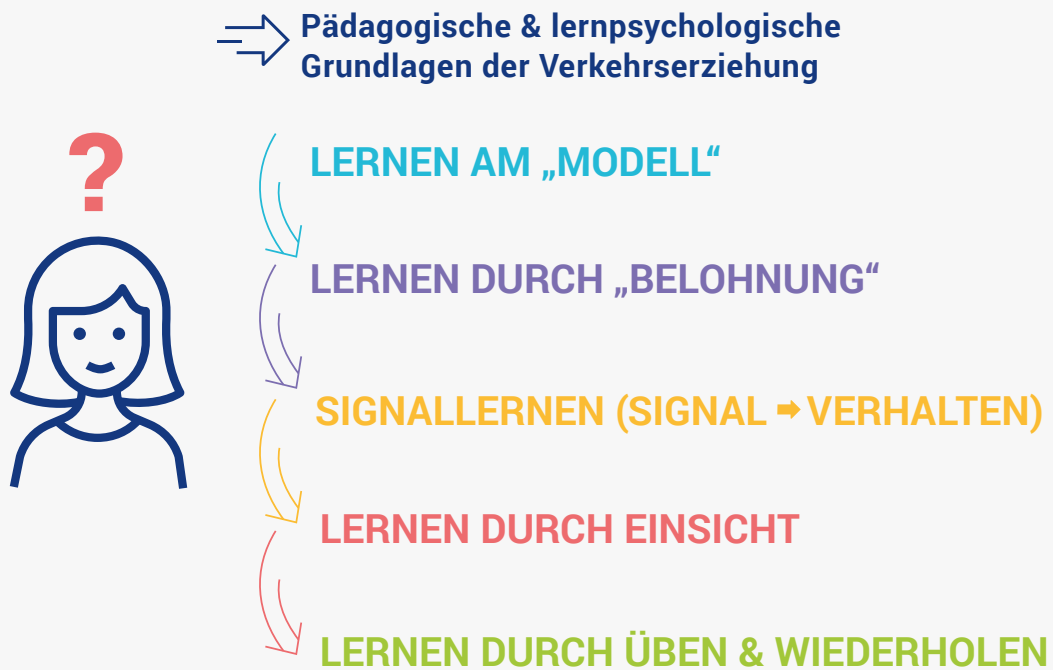 Pädagogische & lernpsychologische
Grundlagen der Verkehrserziehung
?
LERNEN AM „MODELL“
LERNEN DURCH „BELOHNUNG“
SIGNALLERNEN (SIGNAL ➡ VERHALTEN)
LERNEN DURCH EINSICHT
LERNEN DURCH ÜBEN & WIEDERHOLEN